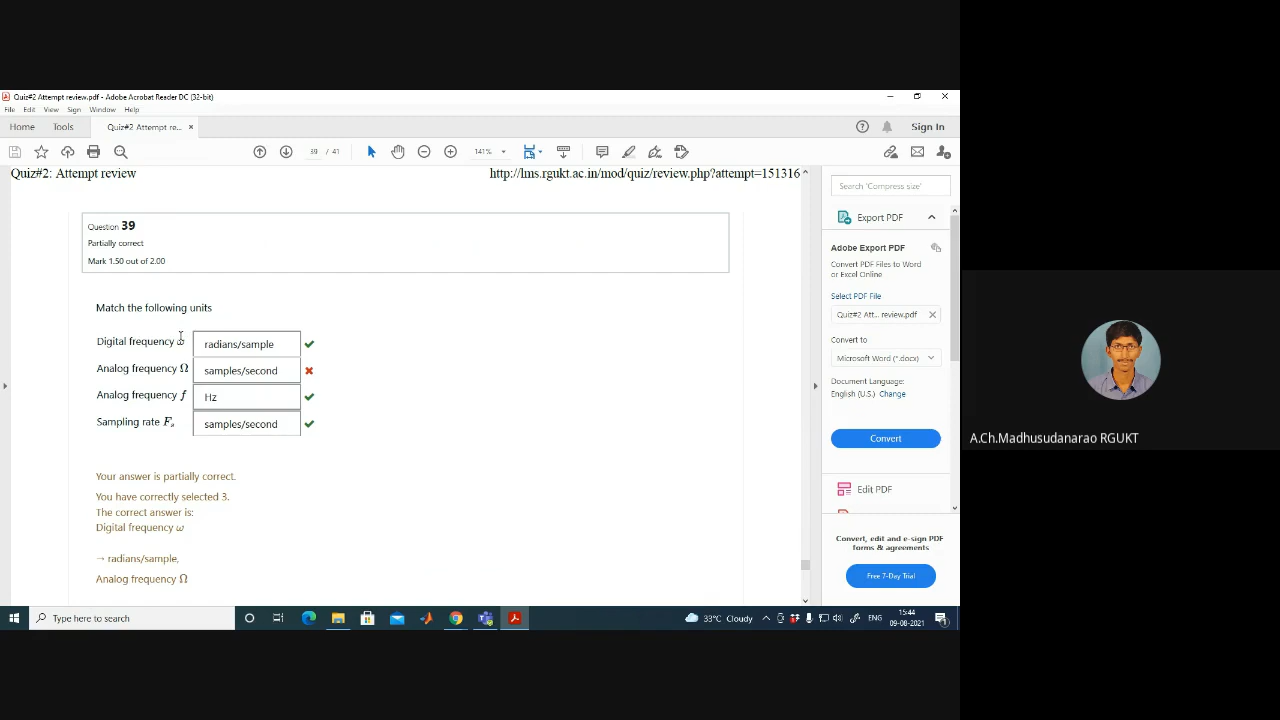 Quiz#2 Attempt review.pdf - Adobe Acrobat Reader DC (32-bit)
File Edit View Sign Window Help
Home Tools Quiz#2 Attempt re... × Sign In
39 / 41 141%
Quiz#2: Attempt review http://lms.rgukt.ac.in/mod/quiz/review.php?attempt=151316
Question 39
Partially correct
Mark 1.50 out of 2.00
Match the following units
Digital frequency ω radians/sample
Analog frequency Ω samples/second
Analog frequency f Hz
Sampling rate Fs samples/second
Your answer is partially correct.
You have correctly selected 3.
The correct answer is:
Digital frequency ω
→ radians/sample,
Analog frequency Ω
Search 'Compress size'
Export PDF
Adobe Export PDF
Convert PDF Files to Word
or Excel Online
Select PDF File
Quiz#2 Att... review.pdf
Convert to
Microsoft Word (*.docx)
Document Language:
English (U.S.) Change
Convert
Edit PDF
Convert, edit and e-sign PDF
forms & agreements
Free 7-Day Trial
Type here to search
33°C Cloudy ENG
15:44
09-08-2021
A.Ch.Madhusudanarao RGUKT